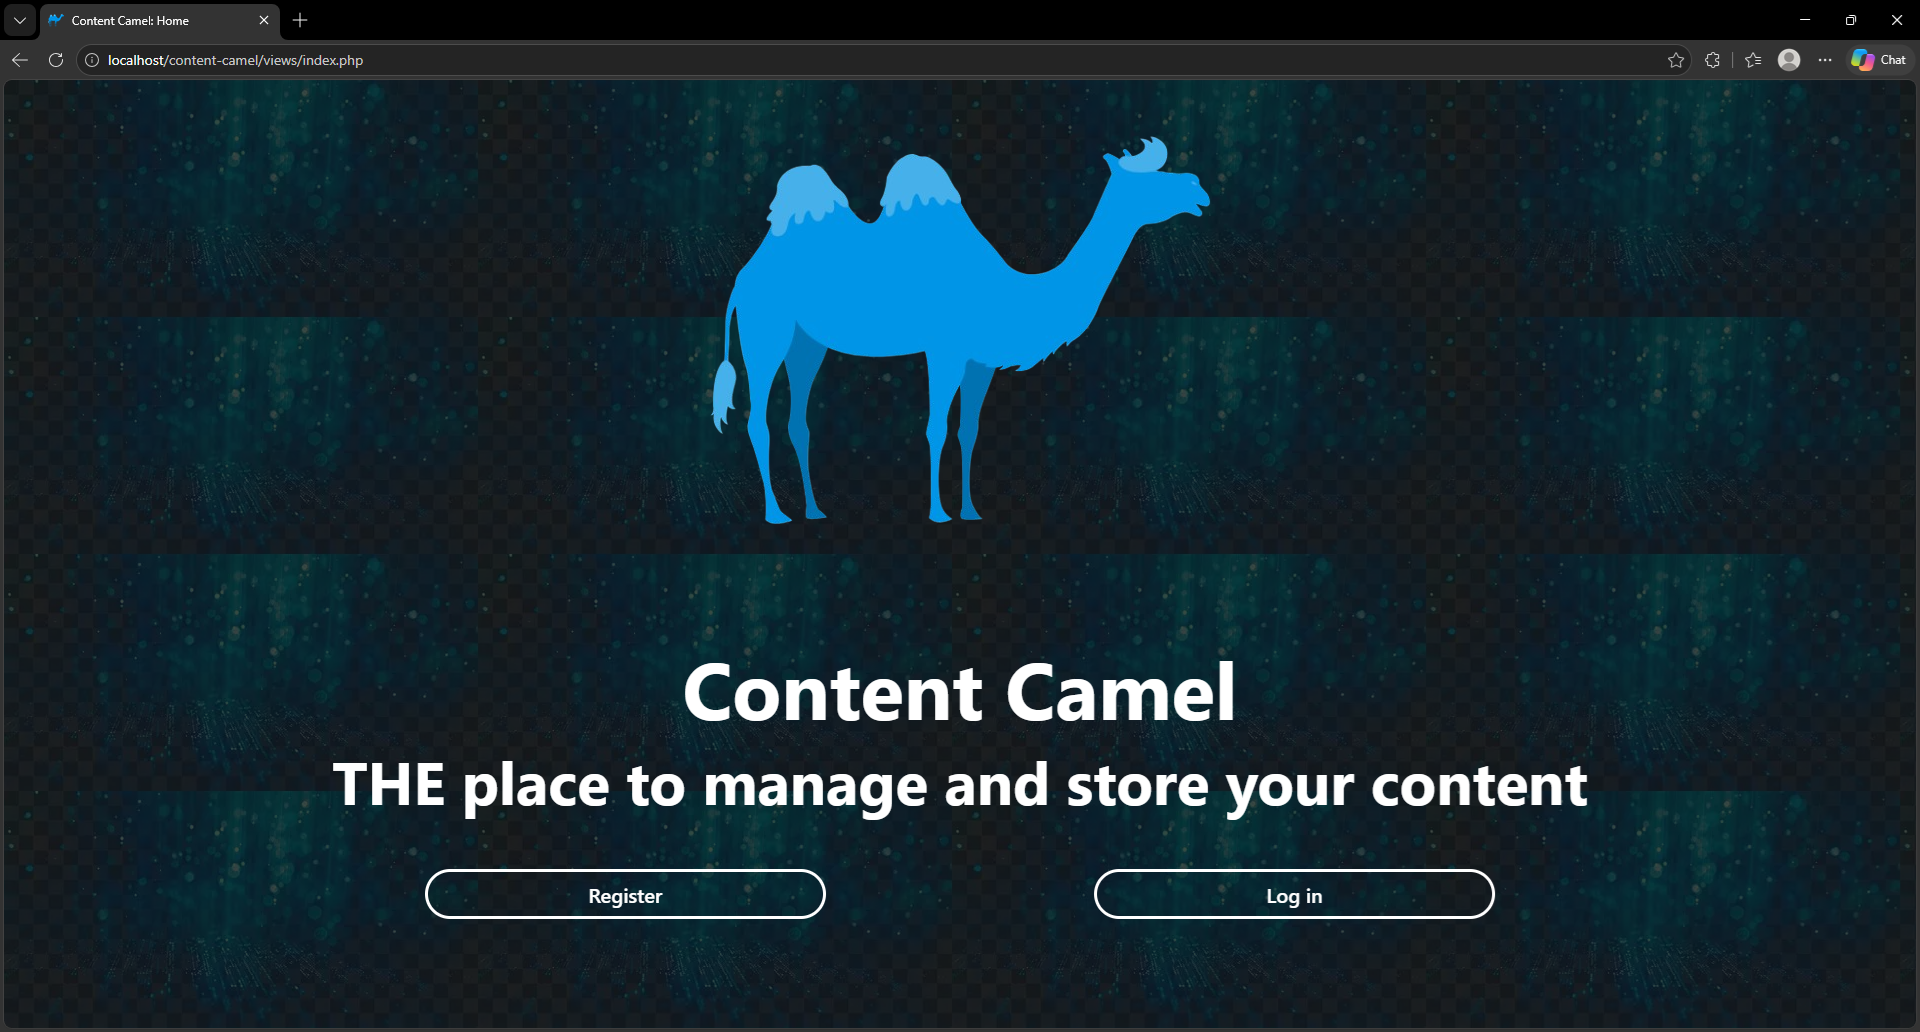 Content Camel: Home
localhost/content-camel/views/index.php
Chat
Content Camel
THE place to manage and store your content
Register
Log in